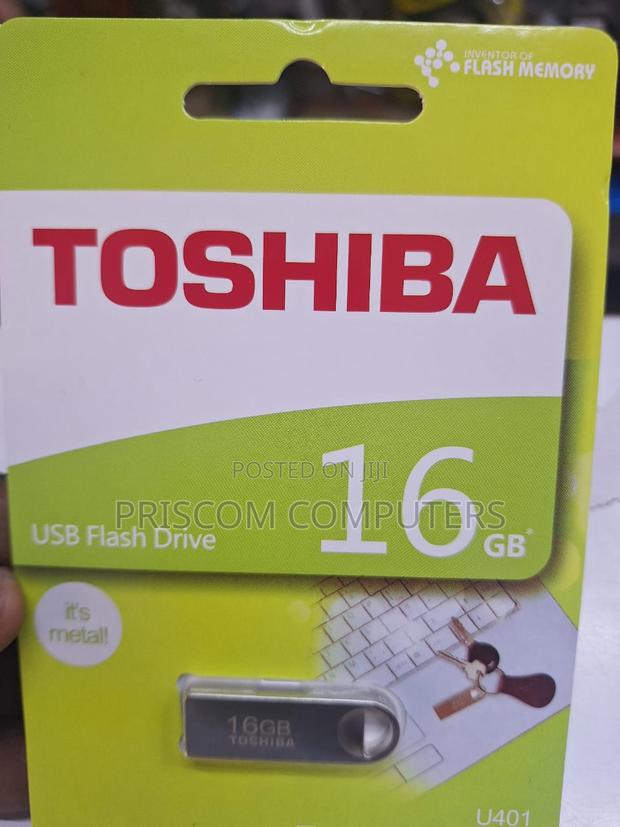 INVENTOR OF
FLASH MEMORY
TOSHIBA
16 GB*
POSTED ON JIJI
PRISCOM COMPUTERS
USB Flash Drive
it's
metal!
16GB
TOSHIBA
U401